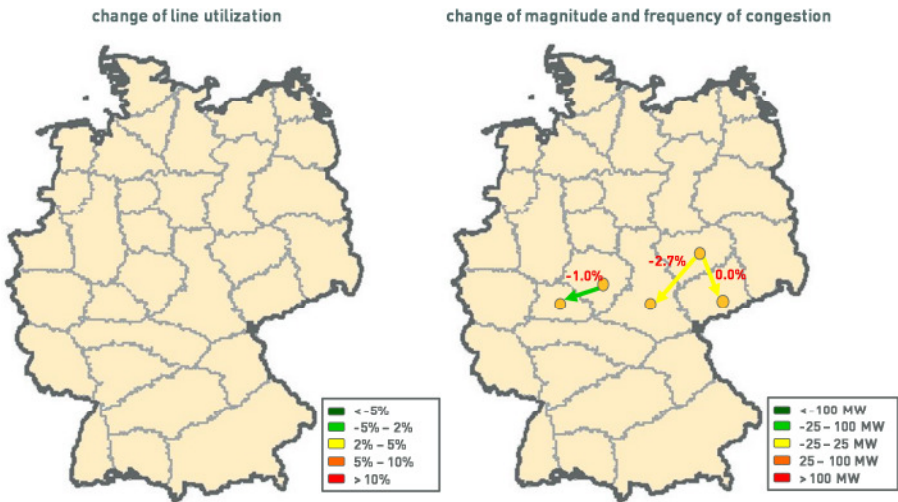 change of line utilization
change of magnitude and frequency of congestion
-2.7%
-1.0%
0.0%
< -5%
-5% – 2%
2% – 5%
5% – 10%
> 10%
< -100 MW
-25 – 100 MW
-25 – 25 MW
25 – 100 MW
> 100 MW